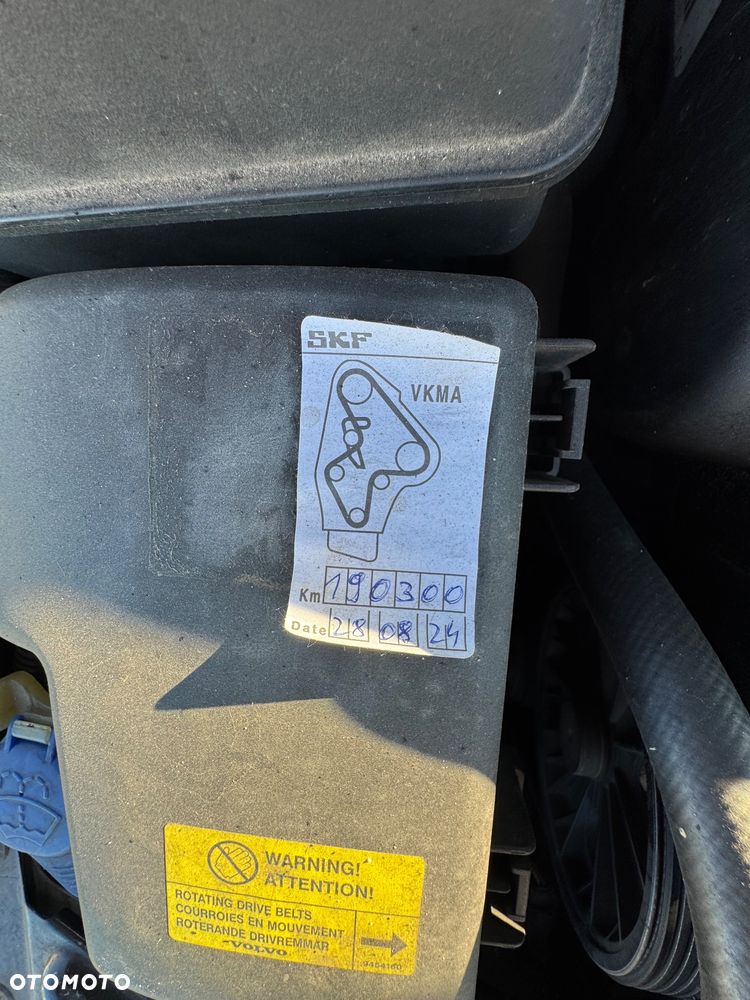 SKF
VKMA
Km 190300
Date 28 08 24
WARNING!
ATTENTION!
ROTATING DRIVE BELTS
COURROIES EN MOUVEMENT
ROTERANDE DRIVREMMAR
VOLVO
9454160
OTOMOTO